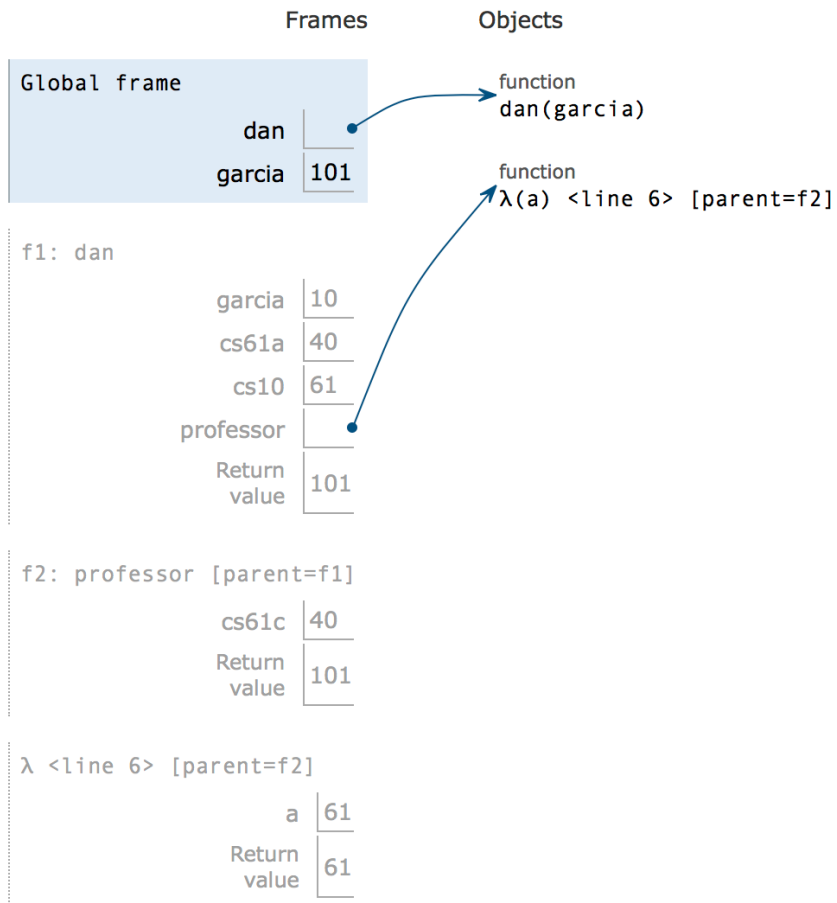 Frames Objects
Global frame
function
dan(garcia)
dan
garcia 101
function
λ(a) <line 6> [parent=f2]
f1: dan
garcia 10
cs61a 40
cs10 61
professor
Return
value 101
f2: professor [parent=f1]
cs61c 40
Return
value 101
λ <line 6> [parent=f2]
a 61
Return
value 61